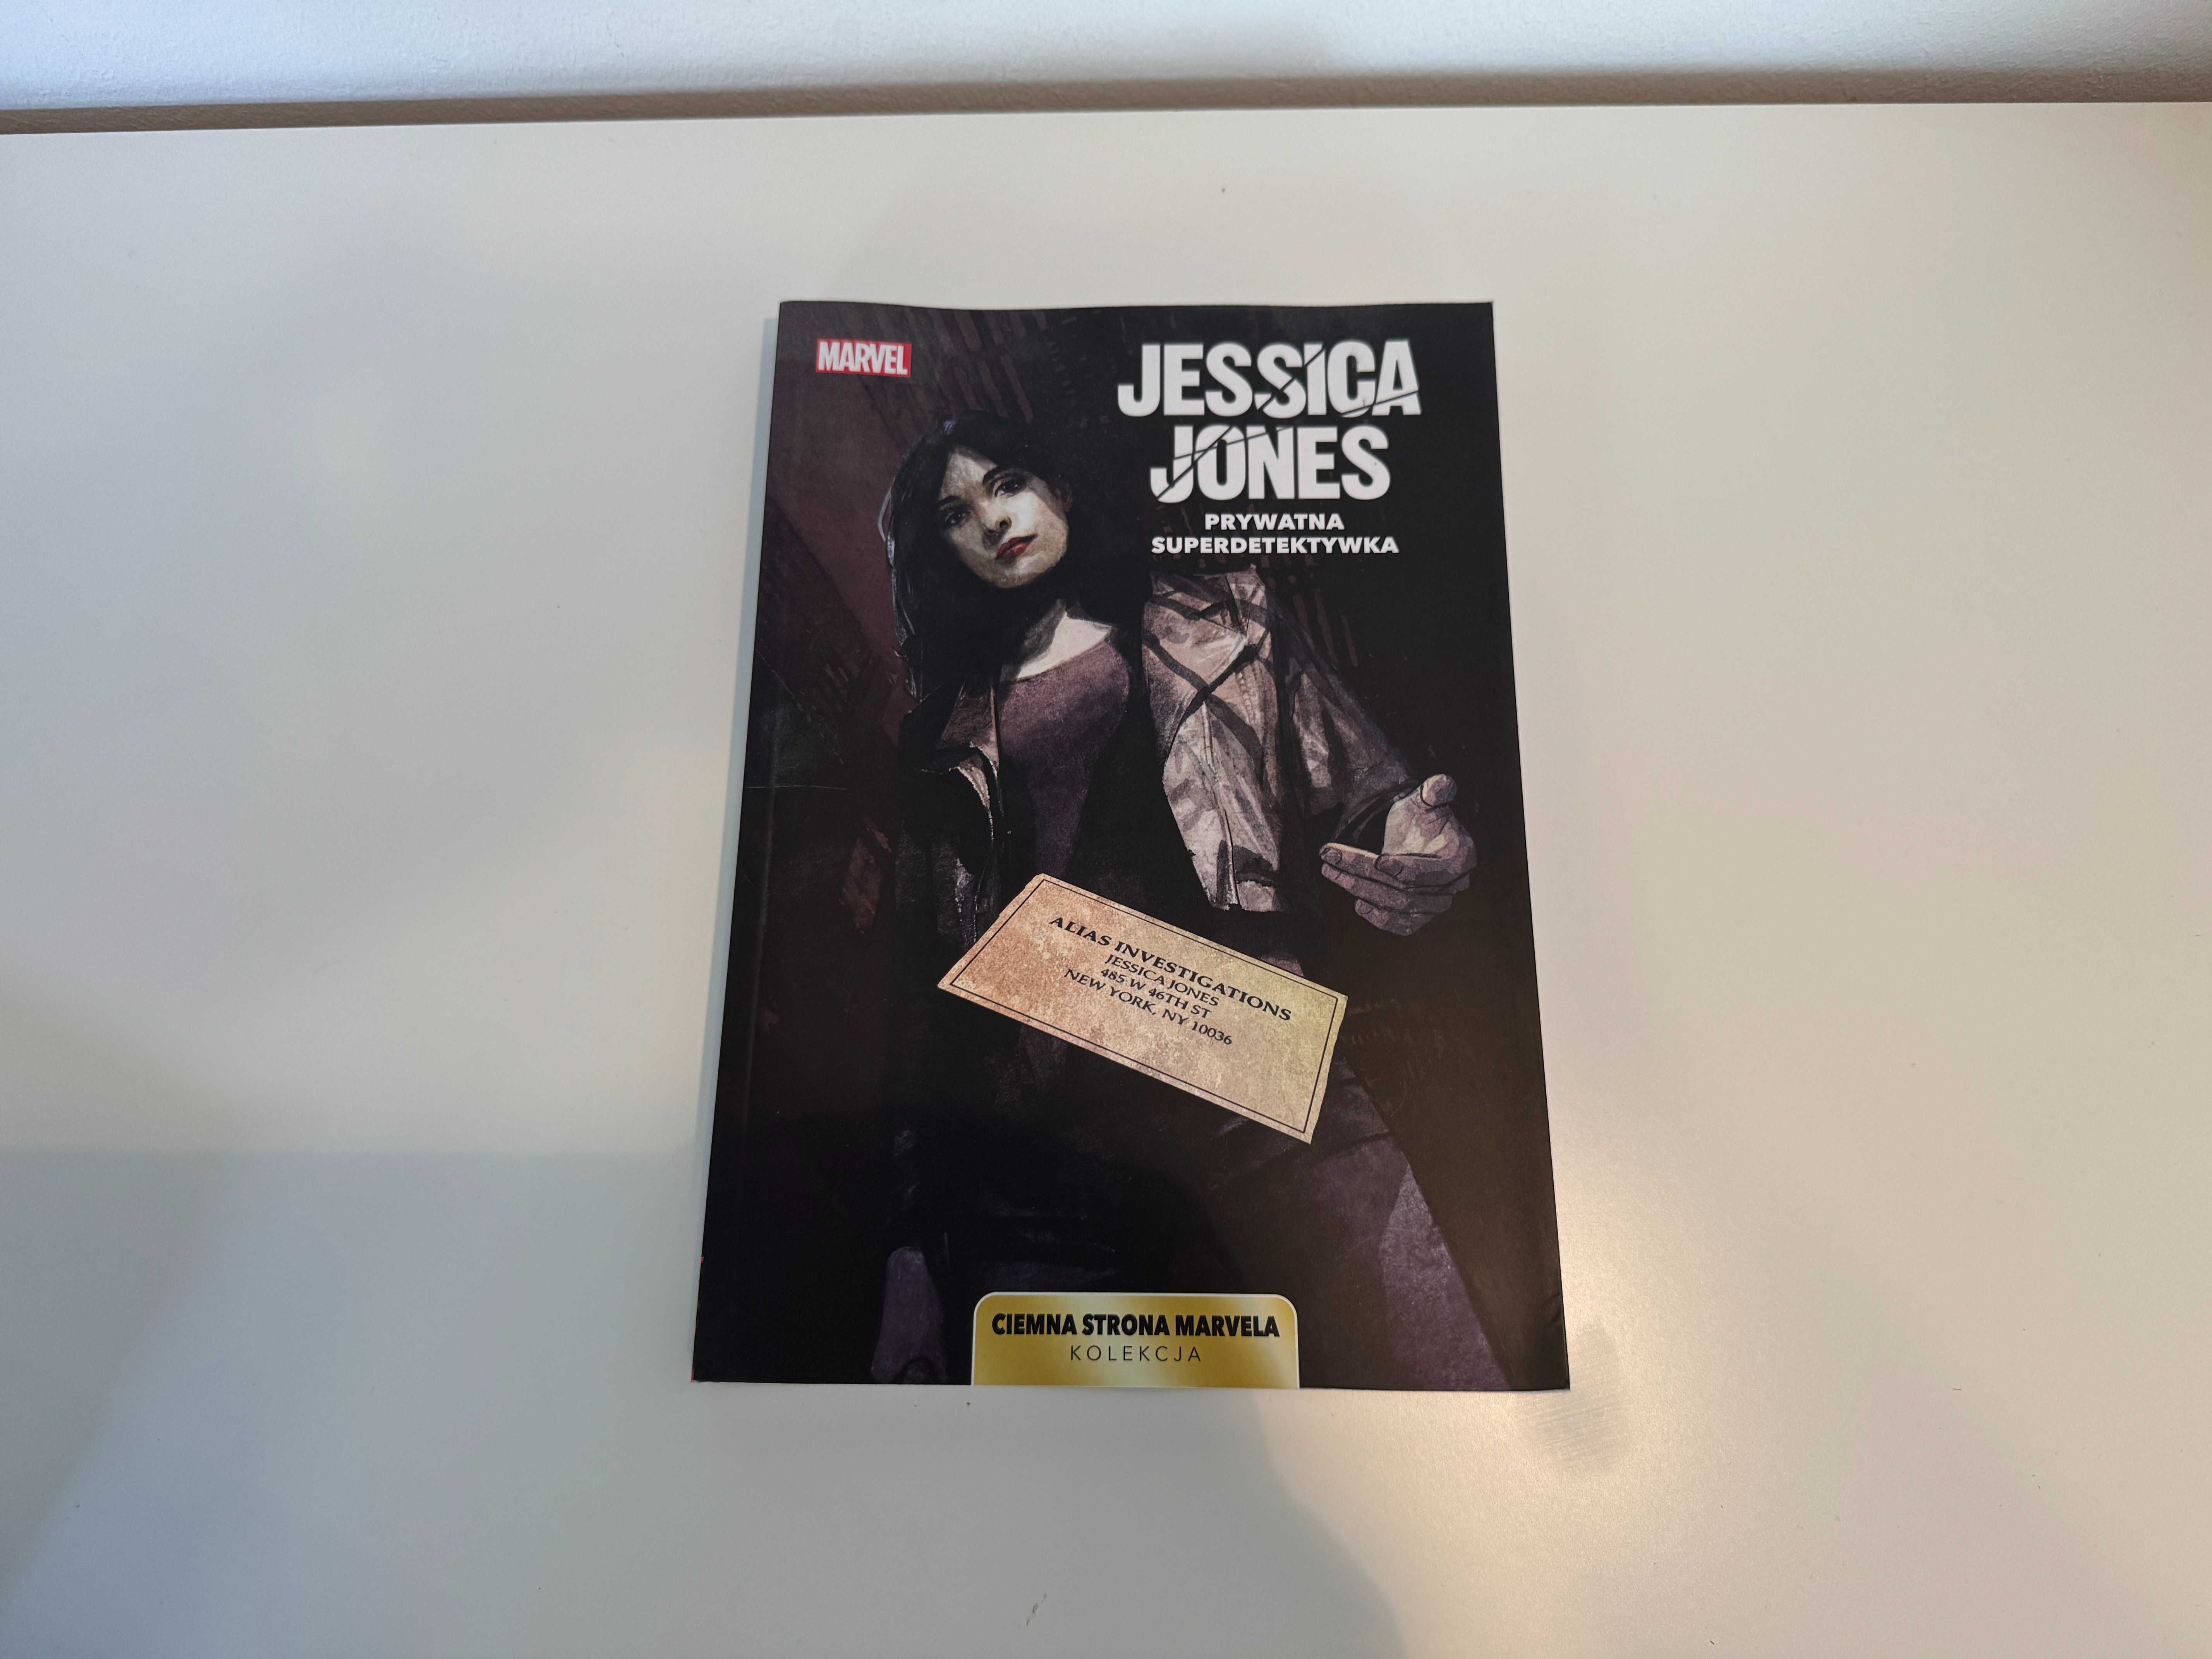 MARVEL
JESSICA
JONES
PRYWATNA
SUPERDETEKTYWKA
ALIAS INVESTIGATIONS
JESSICA JONES
485 W 46TH ST
NEW YORK, NY 10036
CIEMNA STRONA MARVELA
KOLEKCJA